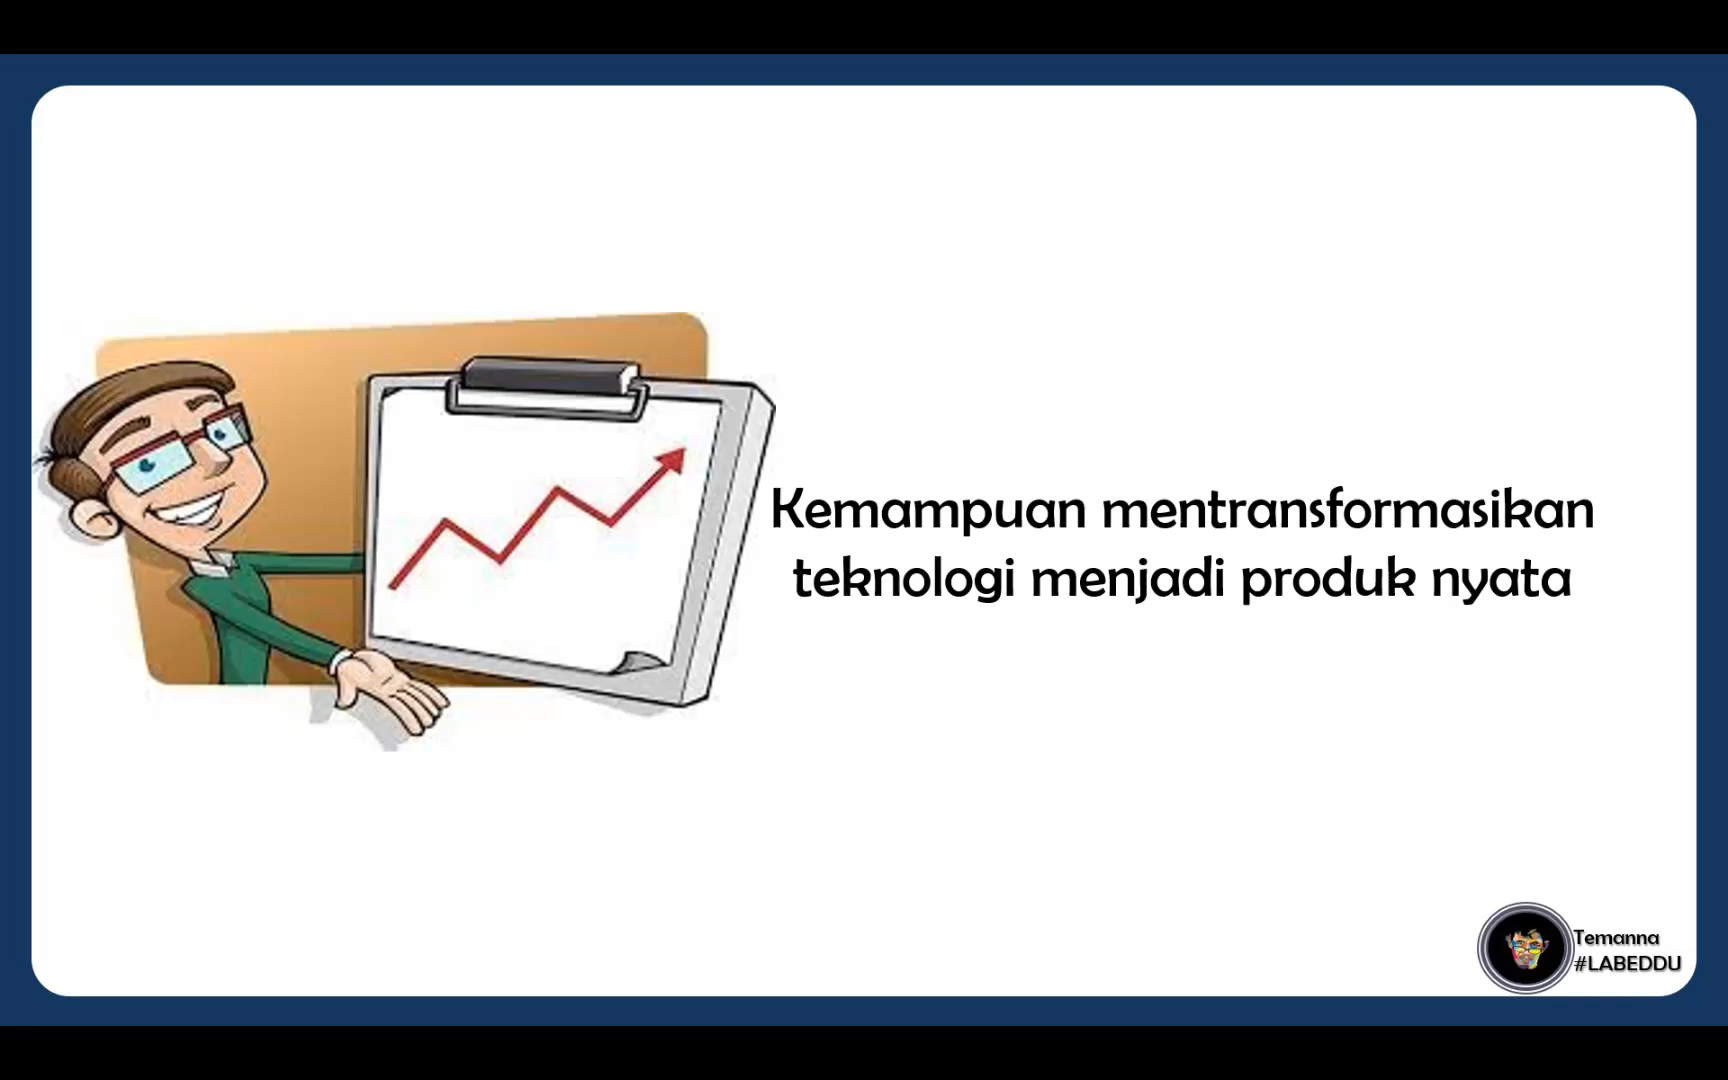 Kemampuan mentransformasikan
teknologi menjadi produk nyata
Temanna
#LABEDDU